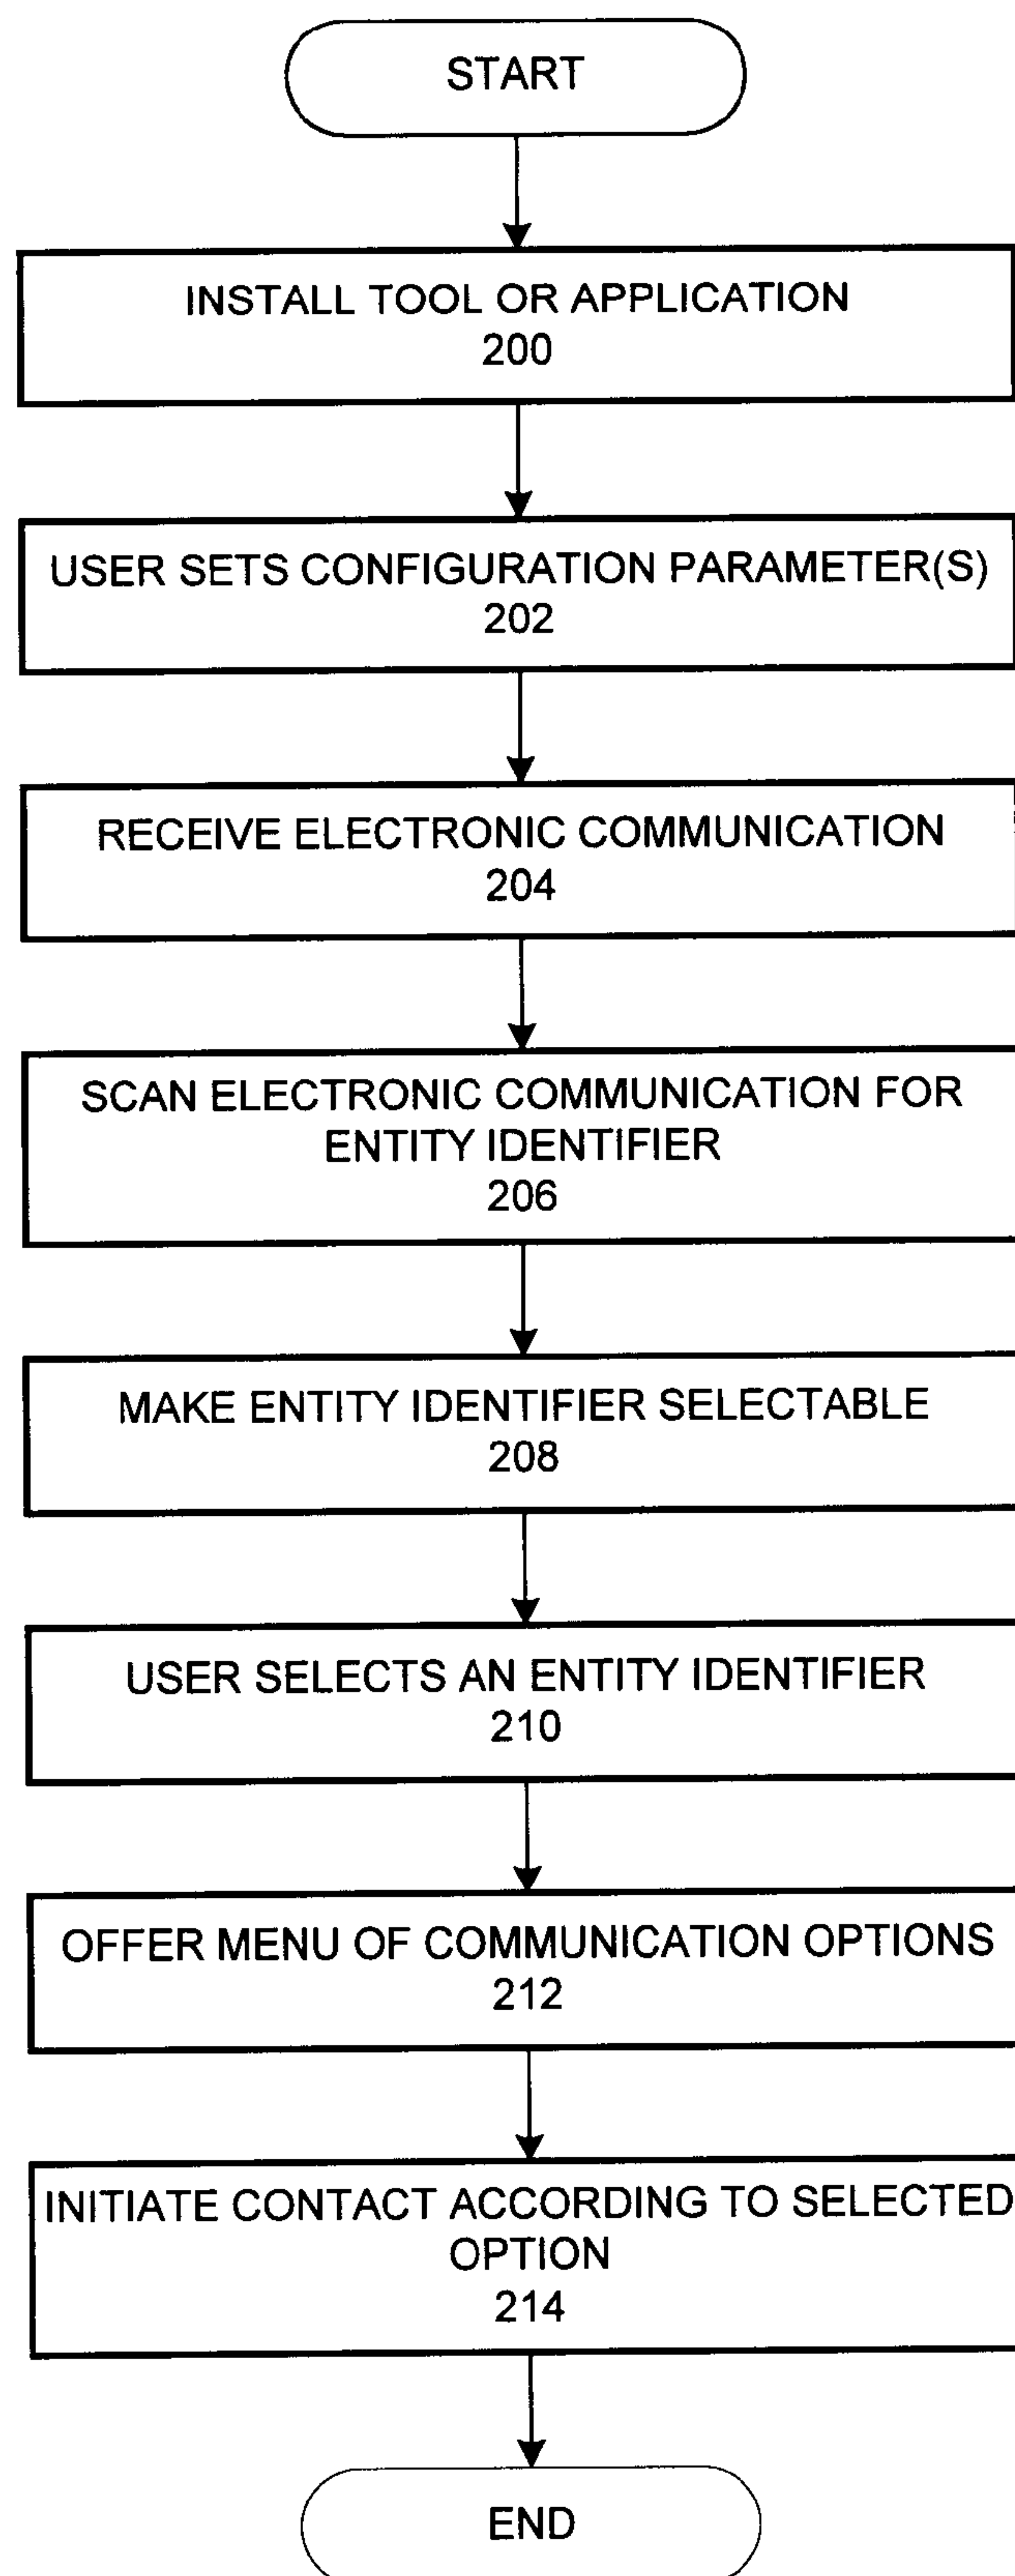 START
INSTALL TOOL OR APPLICATION
200
USER SETS CONFIGURATION PARAMETER(S)
202
RECEIVE ELECTRONIC COMMUNICATION
204
SCAN ELECTRONIC COMMUNICATION FOR
ENTITY IDENTIFIER
206
MAKE ENTITY IDENTIFIER SELECTABLE
208
USER SELECTS AN ENTITY IDENTIFIER
210
OFFER MENU OF COMMUNICATION OPTIONS
212
INITIATE CONTACT ACCORDING TO SELECTED
OPTION
214
END